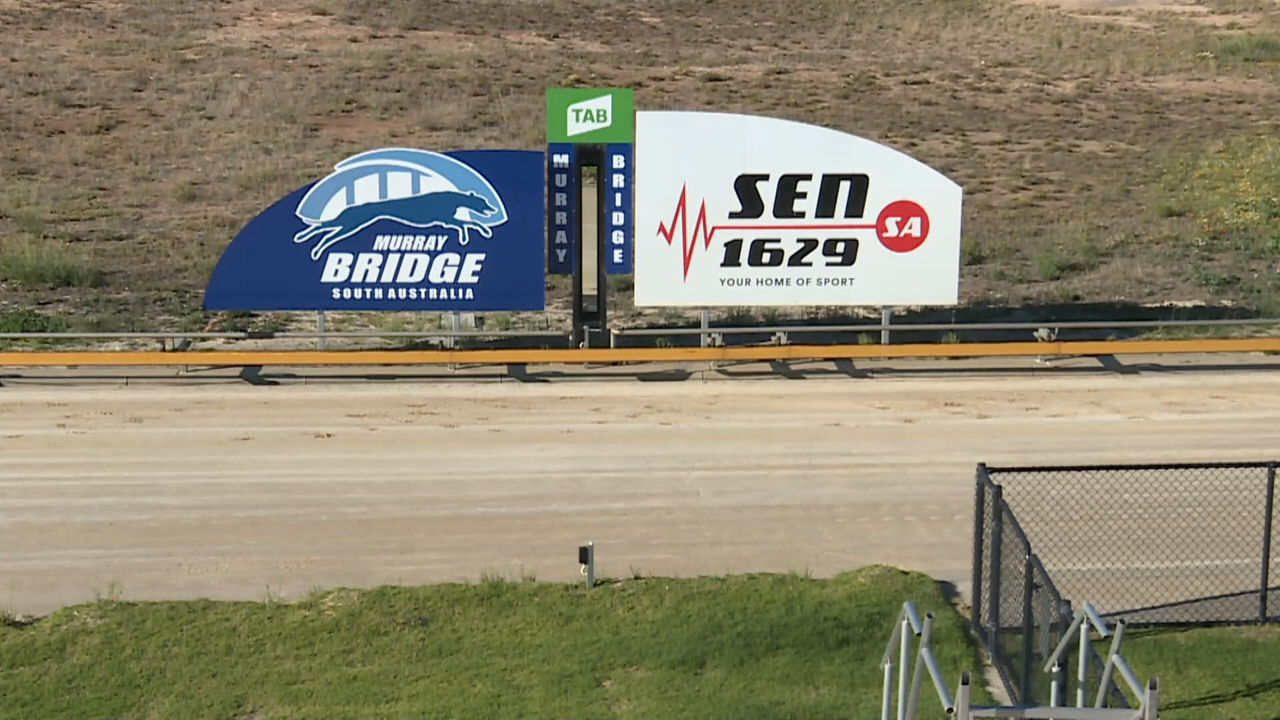 TAB
MURRAY
BRIDGE
MURRAY
BRIDGE
SOUTH AUSTRALIA
SEN
SA
1629
YOUR HOME OF SPORT